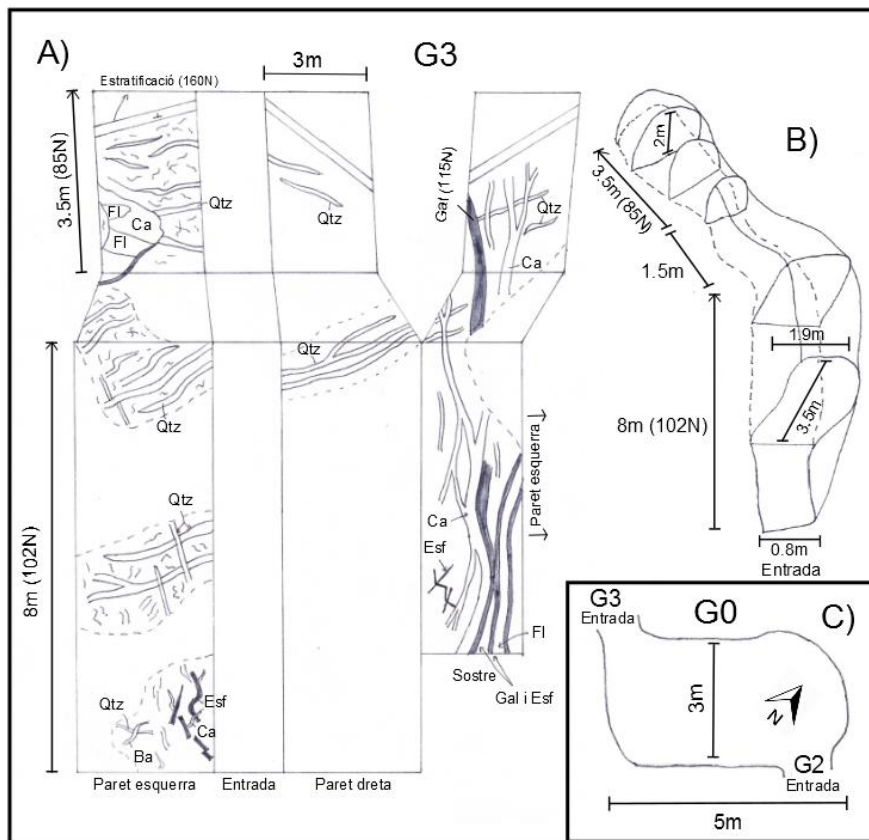 A)
3m
G3
Estratificació (160N)
3.5m (85N)
Fl
Ca
Fl
Qtz
Qtz
Gal (115N)
Qtz
Ca
Qtz
Qtz
8m (102N)
Qtz
Ca
Esf
Paret esquerra
Fl
Sostre
Gal i Esf
Qtz
Esf
Ca
Ba
Paret esquerra
Entrada
Paret dreta
B)
2m
3.5m (85N)
1.5m
1.9m
3.5m
8m (102N)
0.8m
Entrada
C)
G3
Entrada
G0
3m
N
G2
Entrada
5m